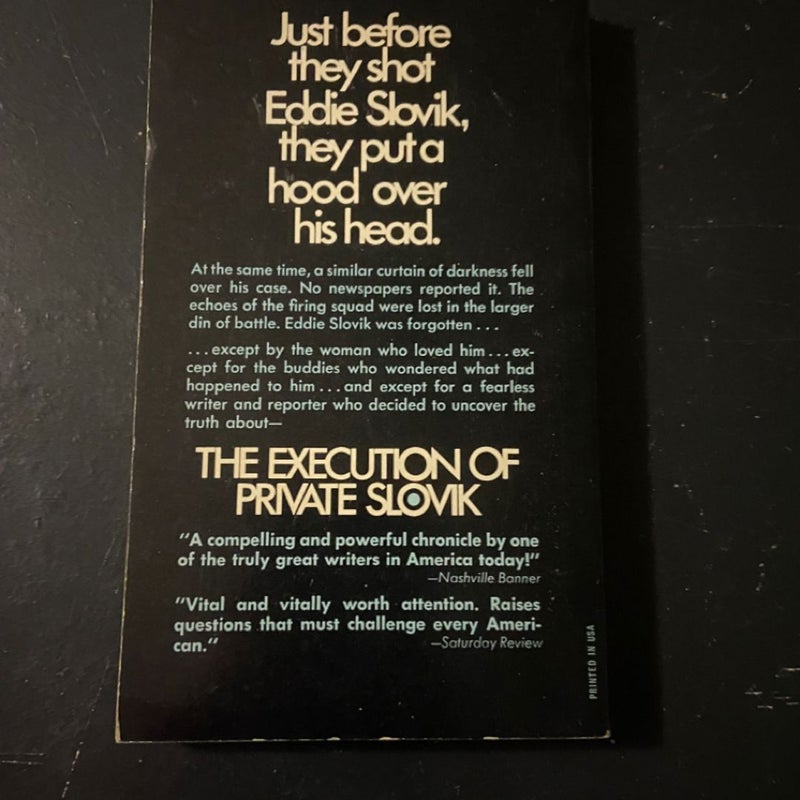 Just before
they shot
Eddie Slovik,
they put a
hood over
his head.
At the same time, a similar curtain of darkness fell
over his case. No newspapers reported it. The
echoes of the firing squad were lost in the larger
din of battle. Eddie Slovik was forgotten . . .
. . . except by the woman who loved him . . . ex-
cept for the buddies who wondered what had
happened to him . . . and except for a fearless
writer and reporter who decided to uncover the
truth about—
THE EXECUTION OF
PRIVATE SLOVIK
"A compelling and powerful chronicle by one
of the truly great writers in America today!"
—Nashville Banner
"Vital and vitally worth attention. Raises
questions that must challenge every Ameri-
can." —Saturday Review
PRINTED IN USA